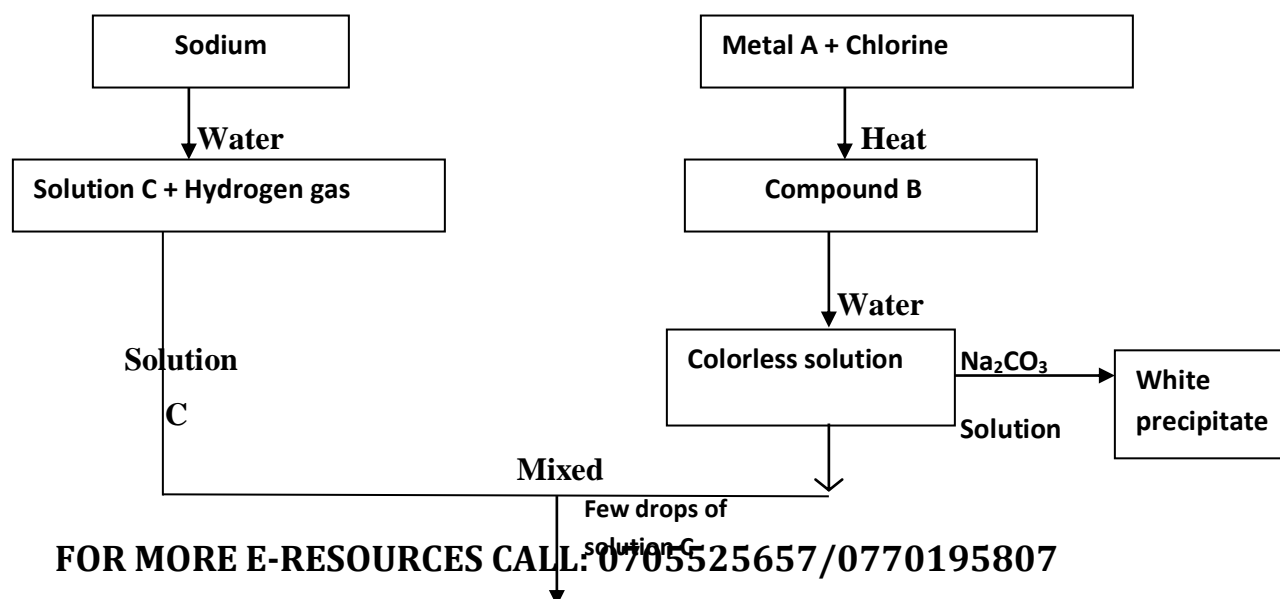 Sodium
Metal A + Chlorine
Water
Heat
Solution C + Hydrogen gas
Compound B
Water
Solution
C
Colorless solution
Na₂CO₃
Solution
White
precipitate
Mixed
Few drops of
solution C
FOR MORE E-RESOURCES CALL: 0705525657/0770195807